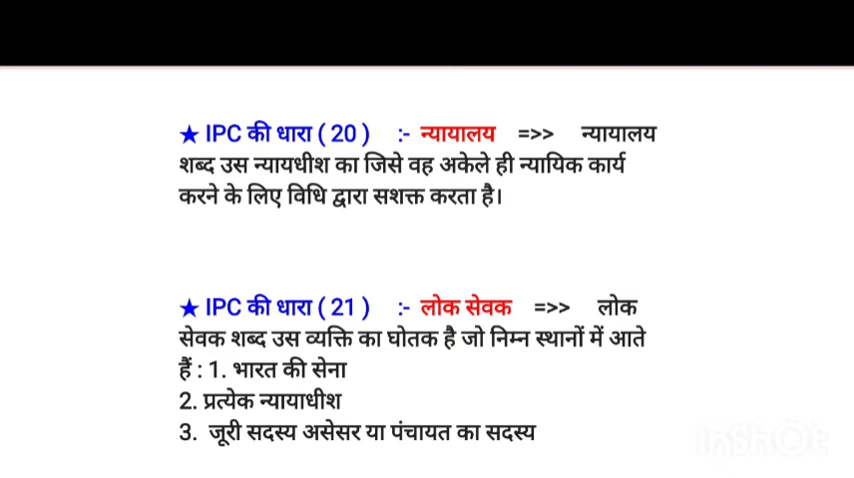 ★ IPC की धारा ( 20 ) :- न्यायालय =>> न्यायालय
शब्द उस न्यायधीश का जिसे वह अकेले ही न्यायिक कार्य
करने के लिए विधि द्वारा सशक्त करता है।
★ IPC की धारा ( 21 ) :- लोक सेवक =>> लोक
सेवक शब्द उस व्यक्ति का घोतक है जो निम्न स्थानों में आते
हैं : 1. भारत की सेना
2. प्रत्येक न्यायाधीश
3. जूरी सदस्य असेसर या पंचायत का सदस्य
InShOt